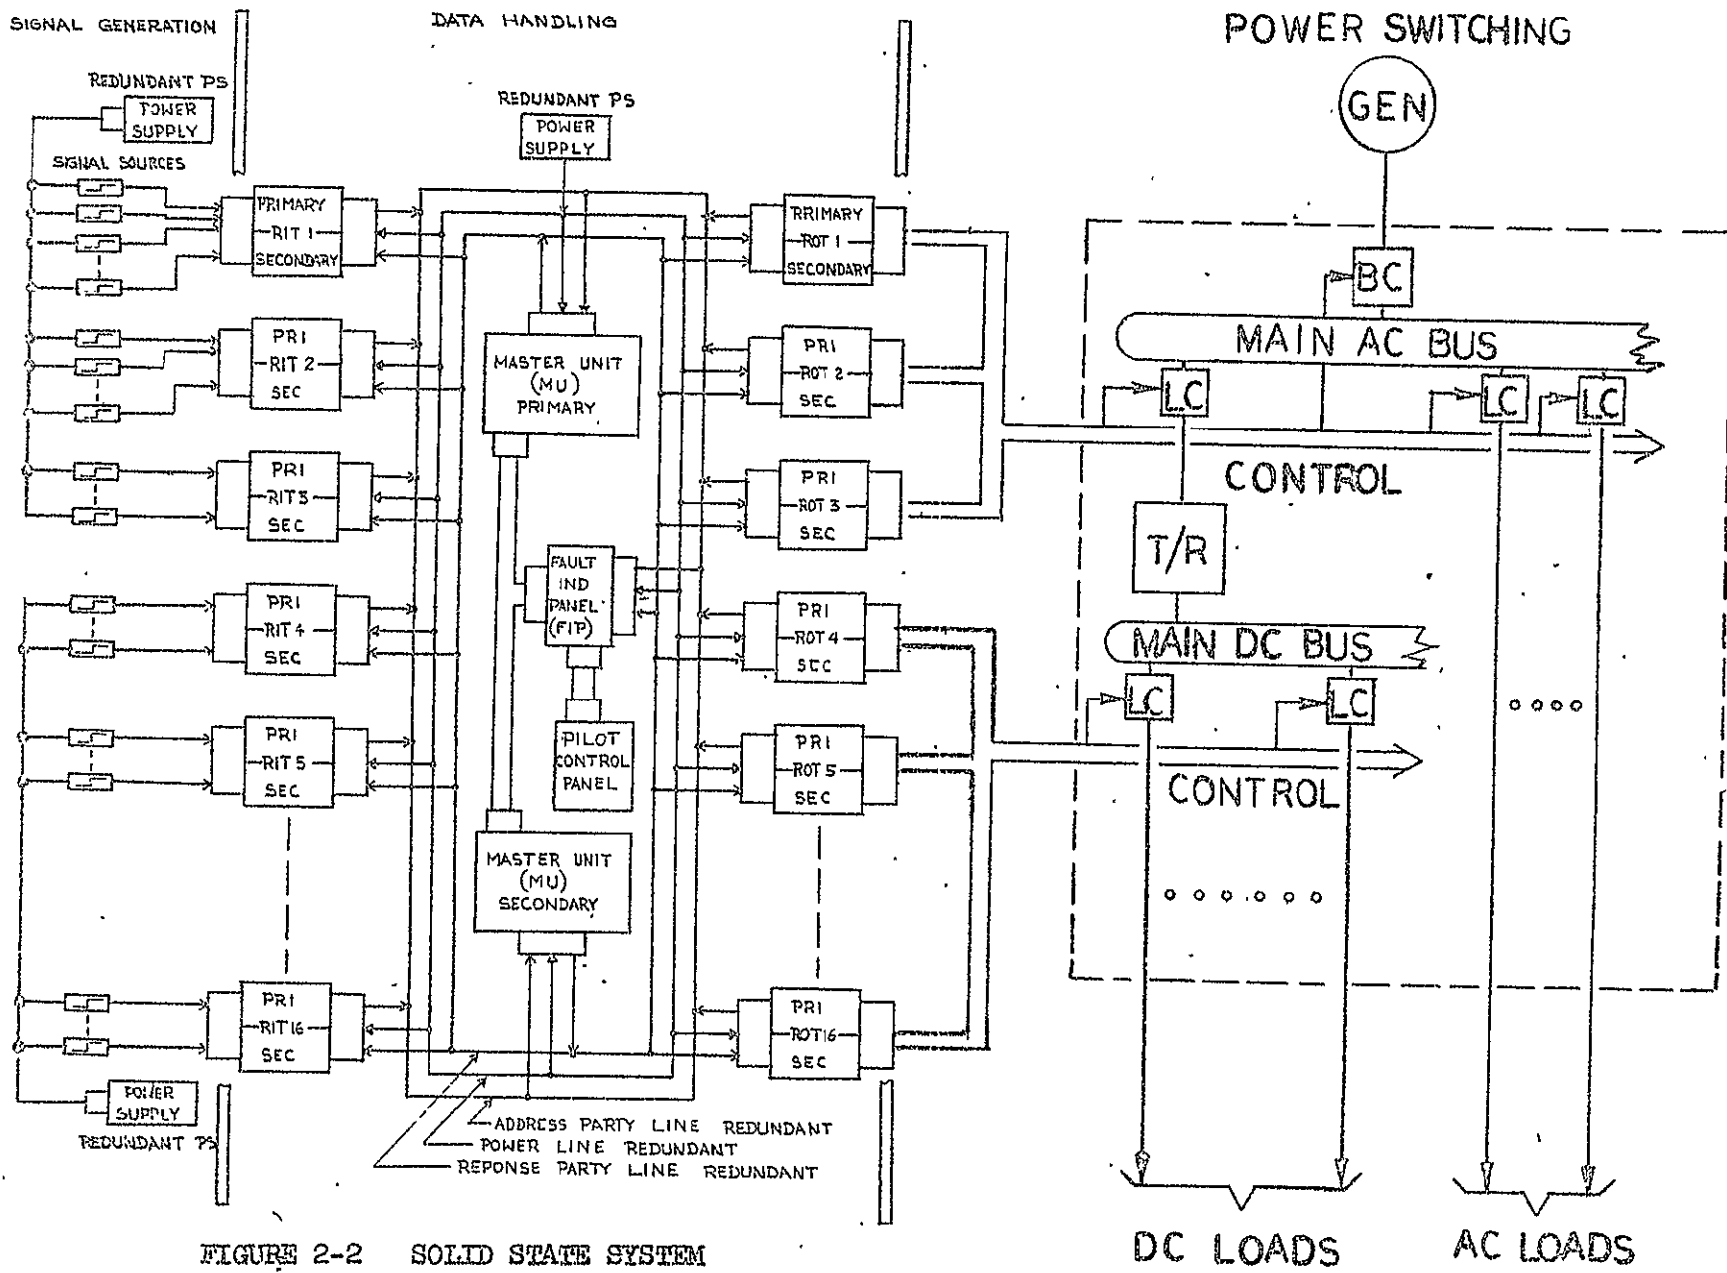 SIGNAL GENERATION
DATA HANDLING
POWER SWITCHING
REDUNDANT PS
POWER
SUPPLY
SIGNAL SOURCES
PRIMARY
RIT 1
SECONDARY
PRI
RIT 2
SEC
PRI
RIT 3
SEC
PRI
RIT 4
SEC
PRI
RIT 5
SEC
PRI
RIT 16
SEC
POWER
SUPPLY
REDUNDANT PS
REDUNDANT PS
POWER
SUPPLY
MASTER UNIT
(MU)
PRIMARY
FAULT
IND
PANEL
(FIP)
PILOT
CONTROL
PANEL
MASTER UNIT
(MU)
SECONDARY
ADDRESS PARTY LINE REDUNDANT
POWER LINE REDUNDANT
REPONSE PARTY LINE REDUNDANT
PRIMARY
ROT 1
SECONDARY
PRI
ROT 2
SEC
PRI
ROT 3
SEC
PRI
ROT 4
SEC
PRI
ROT 5
SEC
PRI
ROT 16
SEC
GEN
BC
MAIN AC BUS
LC
LC
LC
CONTROL
T/R
MAIN DC BUS
LC
LC
CONTROL
DC LOADS
AC LOADS
FIGURE 2-2 SOLID STATE SYSTEM